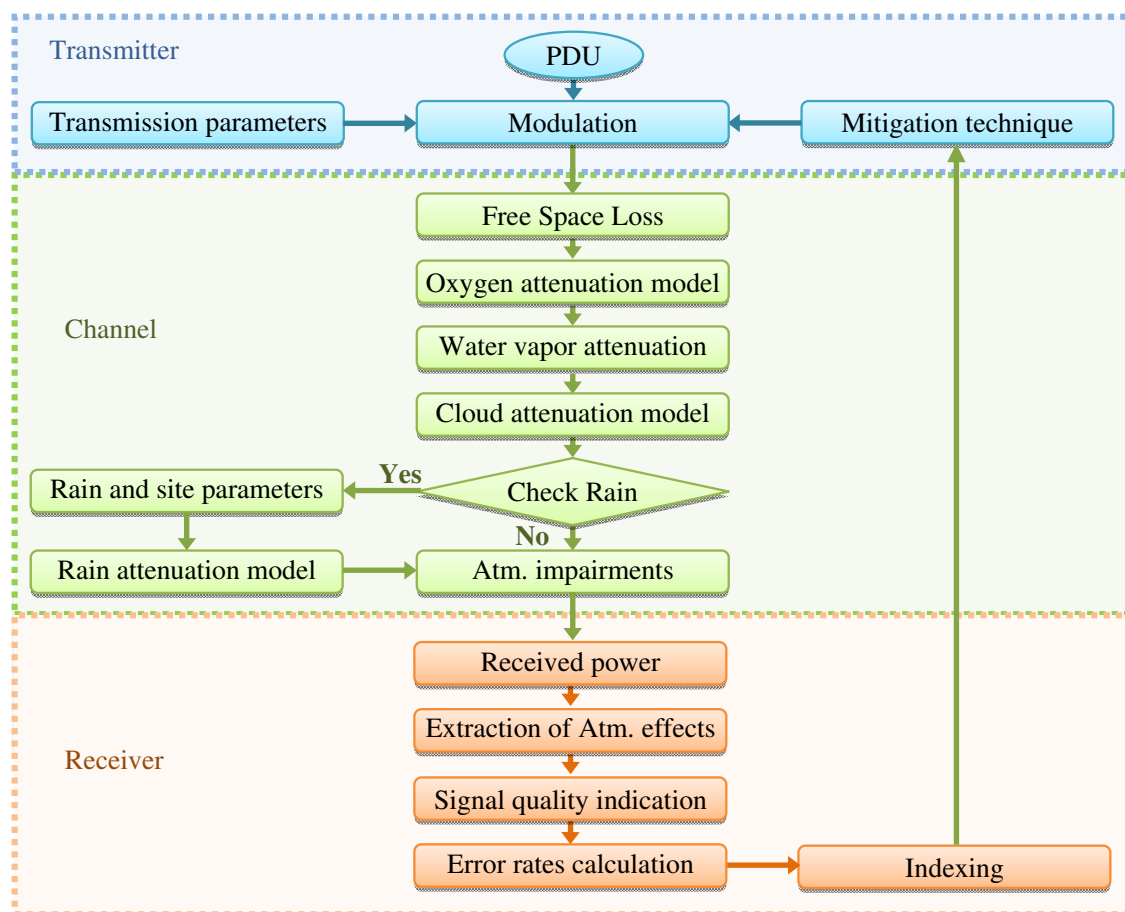 Transmitter
PDU
Transmission parameters
Modulation
Mitigation technique
Free Space Loss
Oxygen attenuation model
Channel
Water vapor attenuation
Cloud attenuation model
Yes
Rain and site parameters
Check Rain
No
Rain attenuation model
Atm. impairments
Received power
Extraction of Atm. effects
Receiver
Signal quality indication
Error rates calculation
Indexing